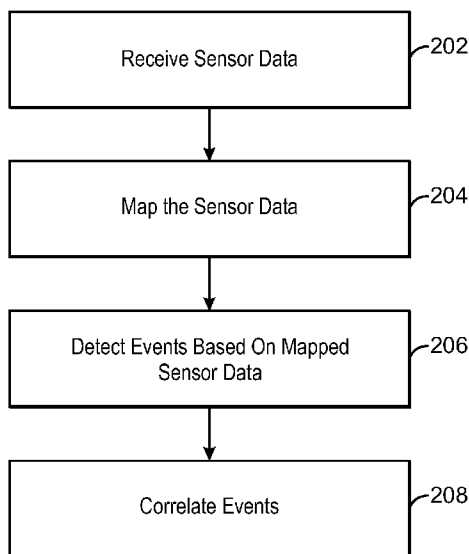 Receive Sensor Data
202
Map the Sensor Data
204
Detect Events Based On Mapped
Sensor Data
206
Correlate Events
208